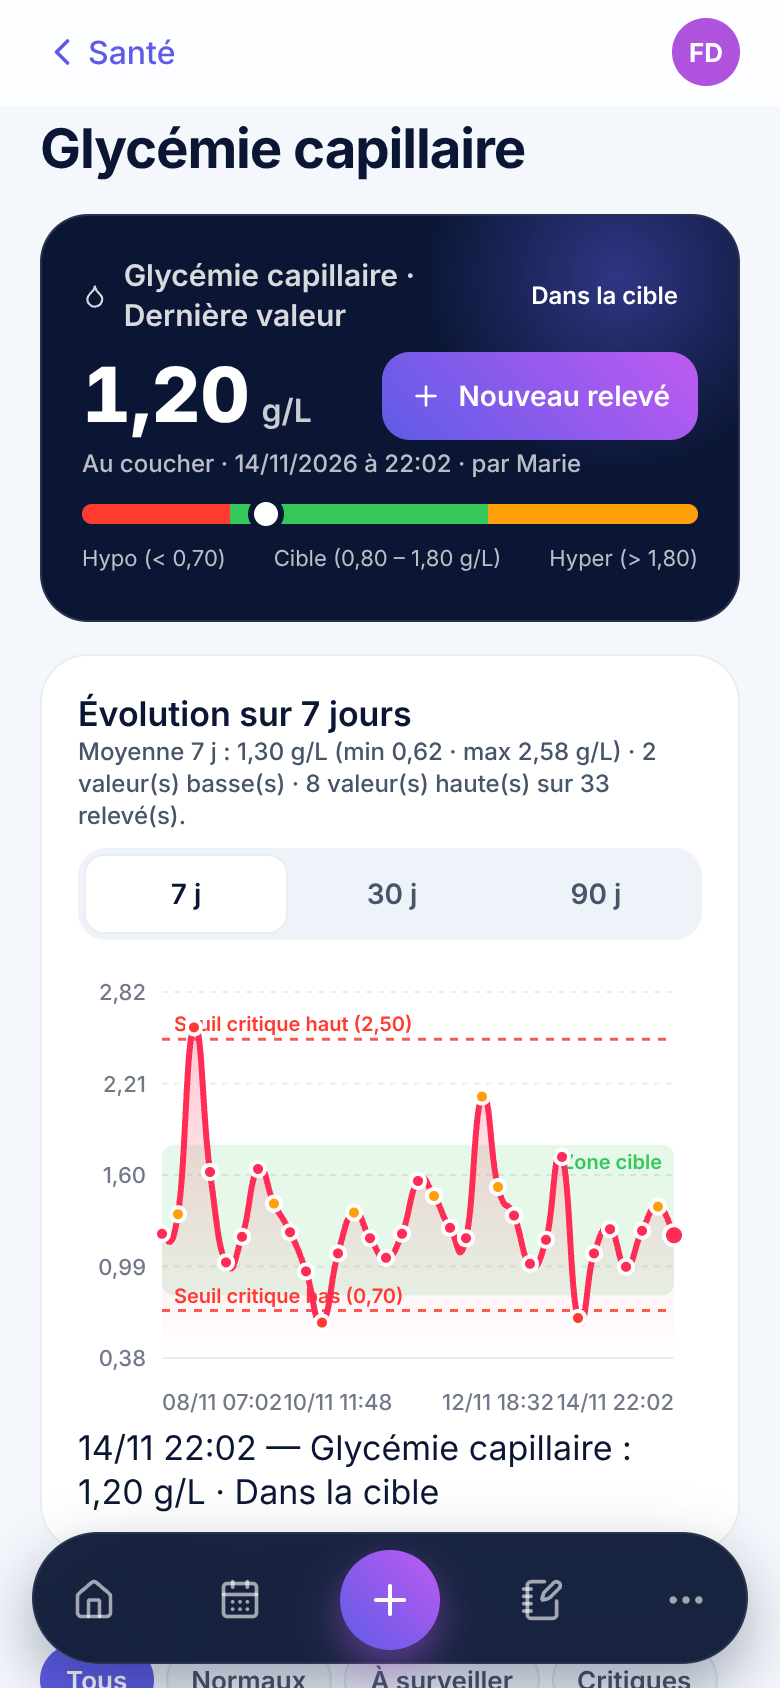 Santé
FD
Glycémie capillaire
Glycémie capillaire ·
Dernière valeur
Dans la cible
1,20 g/L
Nouveau relevé
Au coucher · 14/11/2026 à 22:02 · par Marie
Hypo (< 0,70)
Cible (0,80 – 1,80 g/L)
Hyper (> 1,80)
Évolution sur 7 jours
Moyenne 7 j : 1,30 g/L (min 0,62 · max 2,58 g/L) · 2
valeur(s) basse(s) · 8 valeur(s) haute(s) sur 33
relevé(s).
7 j
30 j
90 j
2,82
Seuil critique haut (2,50)
2,21
Zone cible
1,60
0,99
Seuil critique bas (0,70)
0,38
08/11 07:02
10/11 11:48
12/11 18:32
14/11 22:02
14/11 22:02 — Glycémie capillaire :
1,20 g/L · Dans la cible
Tous
Normaux
À surveiller
Critiques